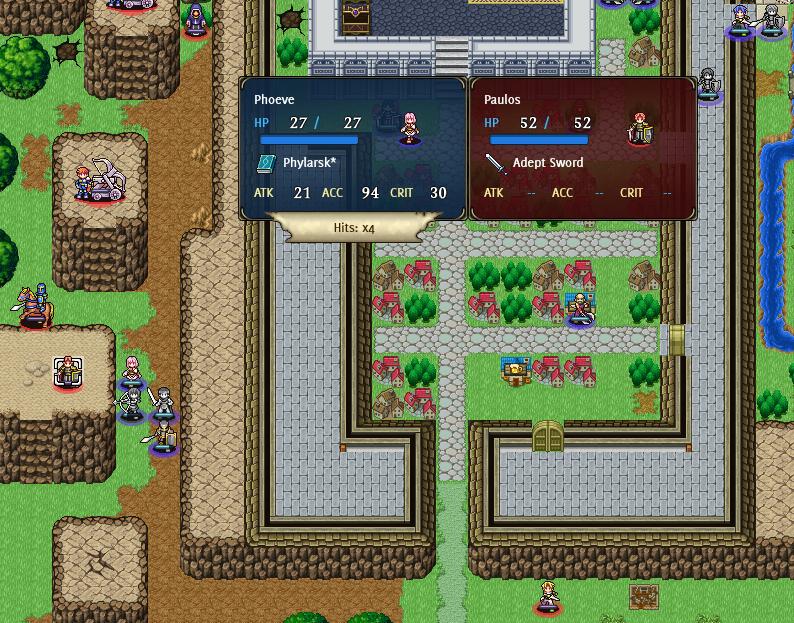 Phoeve
HP 27 / 27
Phylarsk*
ATK 21 ACC 94 CRIT 30
Hits: x4
Paulos
HP 52 / 52
Adept Sword
ATK -- ACC -- CRIT --